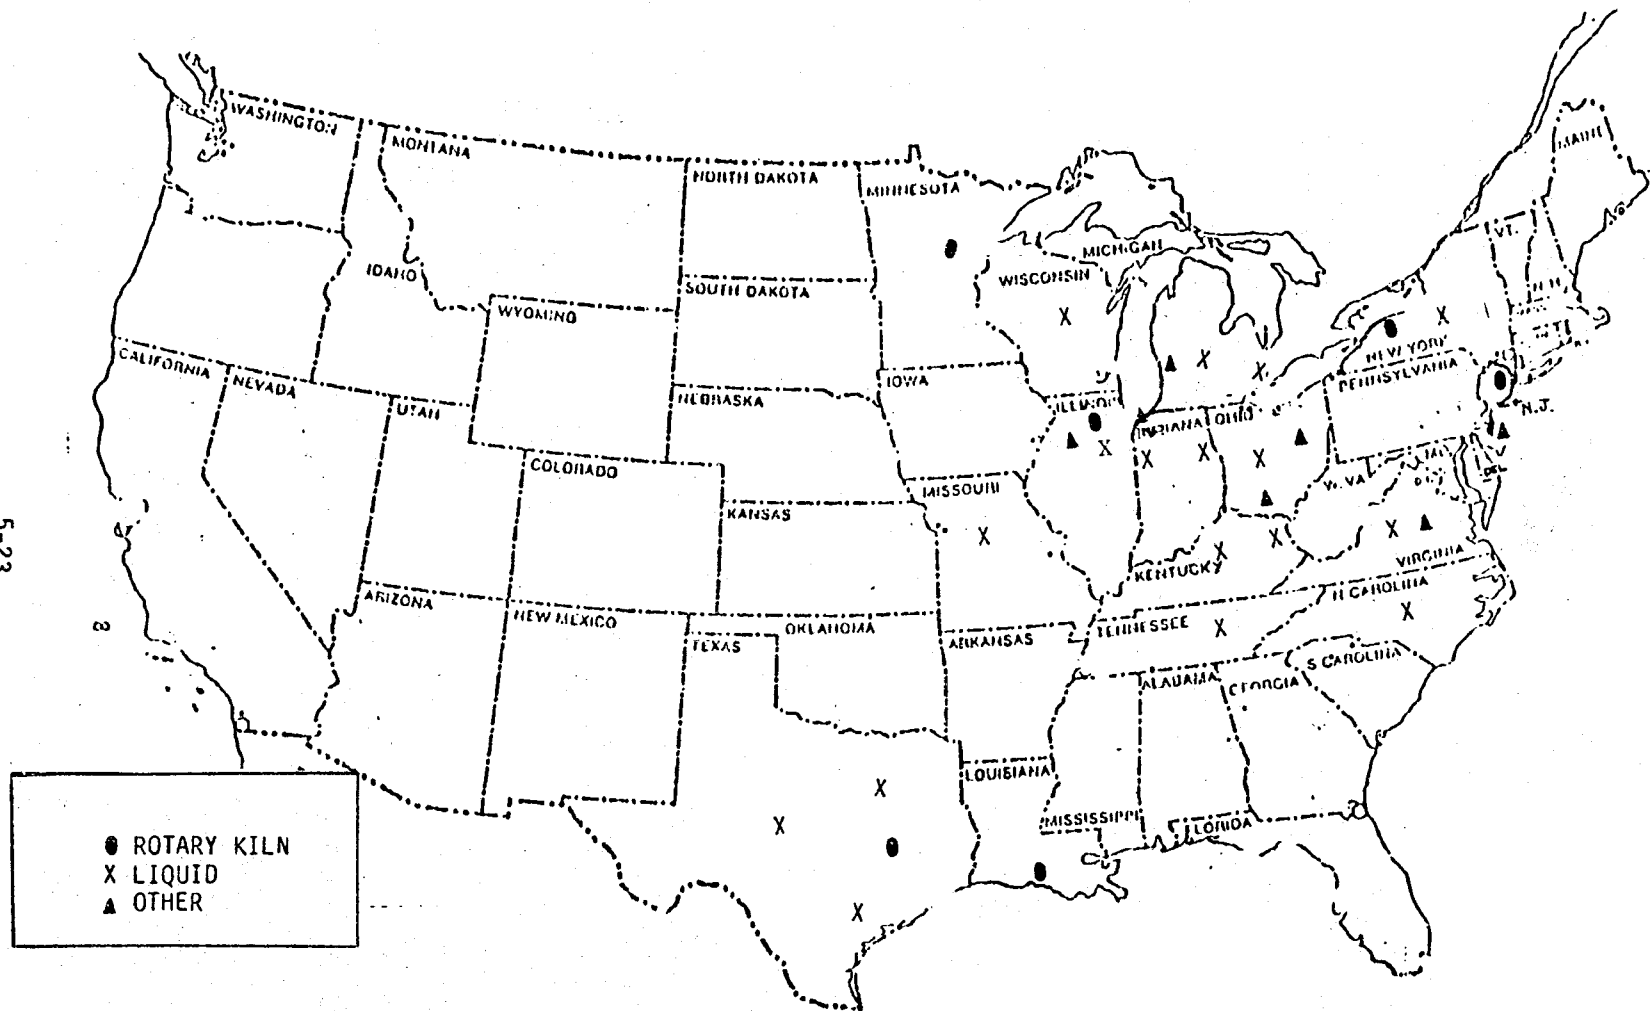 WASHINGTON
MONTANA
NORTH DAKOTA
MINNESOTA
MAINE
VT.
N.H.
IDAHO
SOUTH DAKOTA
MICHIGAN
WISCONSIN
WYOMING
CALIFORNIA
NEVADA
UTAH
NEBRASKA
IOWA
ILLINOIS
INDIANA
OHIO
NEW YORK
PENNSYLVANIA
N.J.
COLORADO
MISSOURI
W. VA
DEL
KANSAS
KENTUCKY
VIRGINIA
ARIZONA
NEW MEXICO
OKLAHOMA
TEXAS
ARKANSAS
TENNESSEE
N CAROLINA
S CAROLINA
ALABAMA
GEORGIA
LOUISIANA
MISSISSIPPI
FLORIDA
ROTARY KILN
X LIQUID
OTHER
5-23